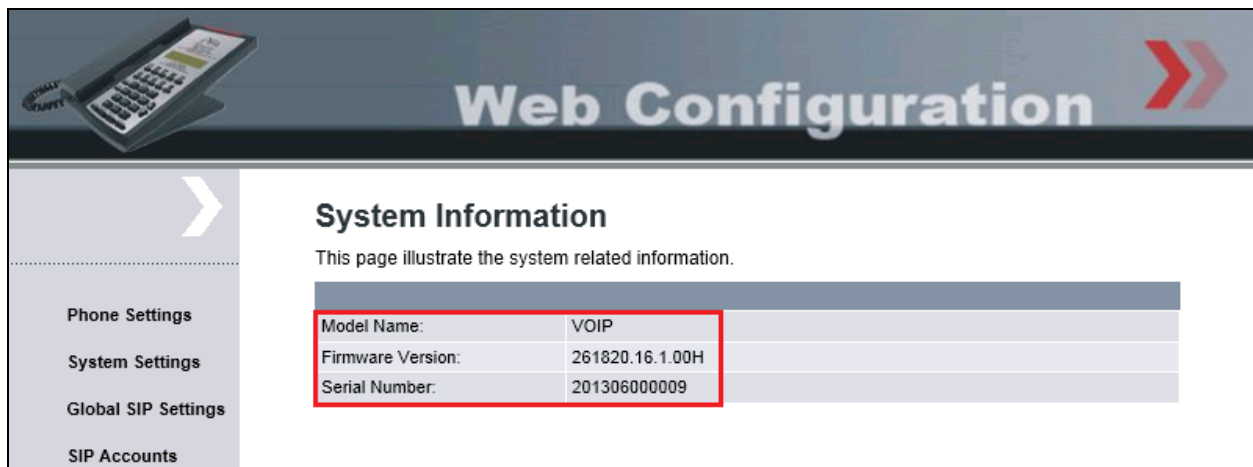 Web Configuration
System Information
This page illustrate the system related information.
Phone Settings
System Settings
Global SIP Settings
SIP Accounts
Model Name: VOIP
Firmware Version: 261820.16.1.00H
Serial Number: 201306000009